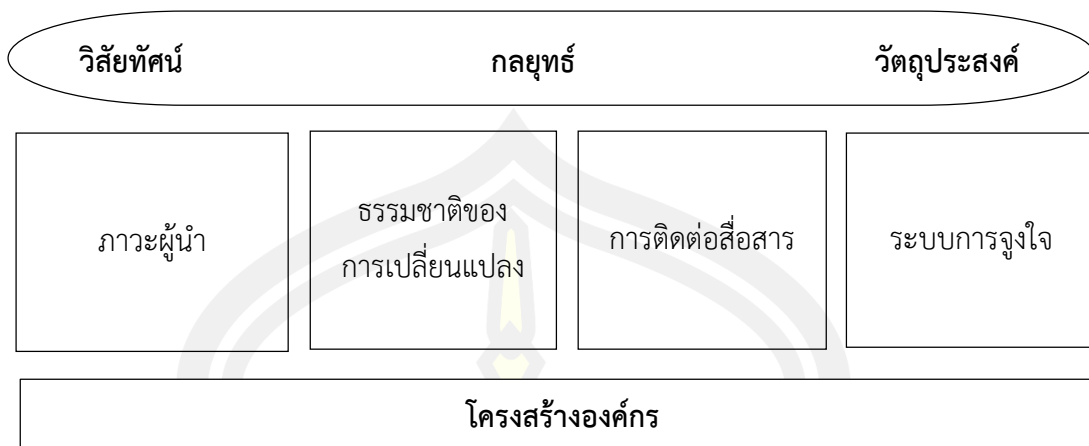 วิสัยทัศน์ กลยุทธ์ วัตถุประสงค์
ภาวะผู้นำ
ธรรมชาติของ
การเปลี่ยนแปลง
การติดต่อสื่อสาร
ระบบการจูงใจ
โครงสร้างองค์กร